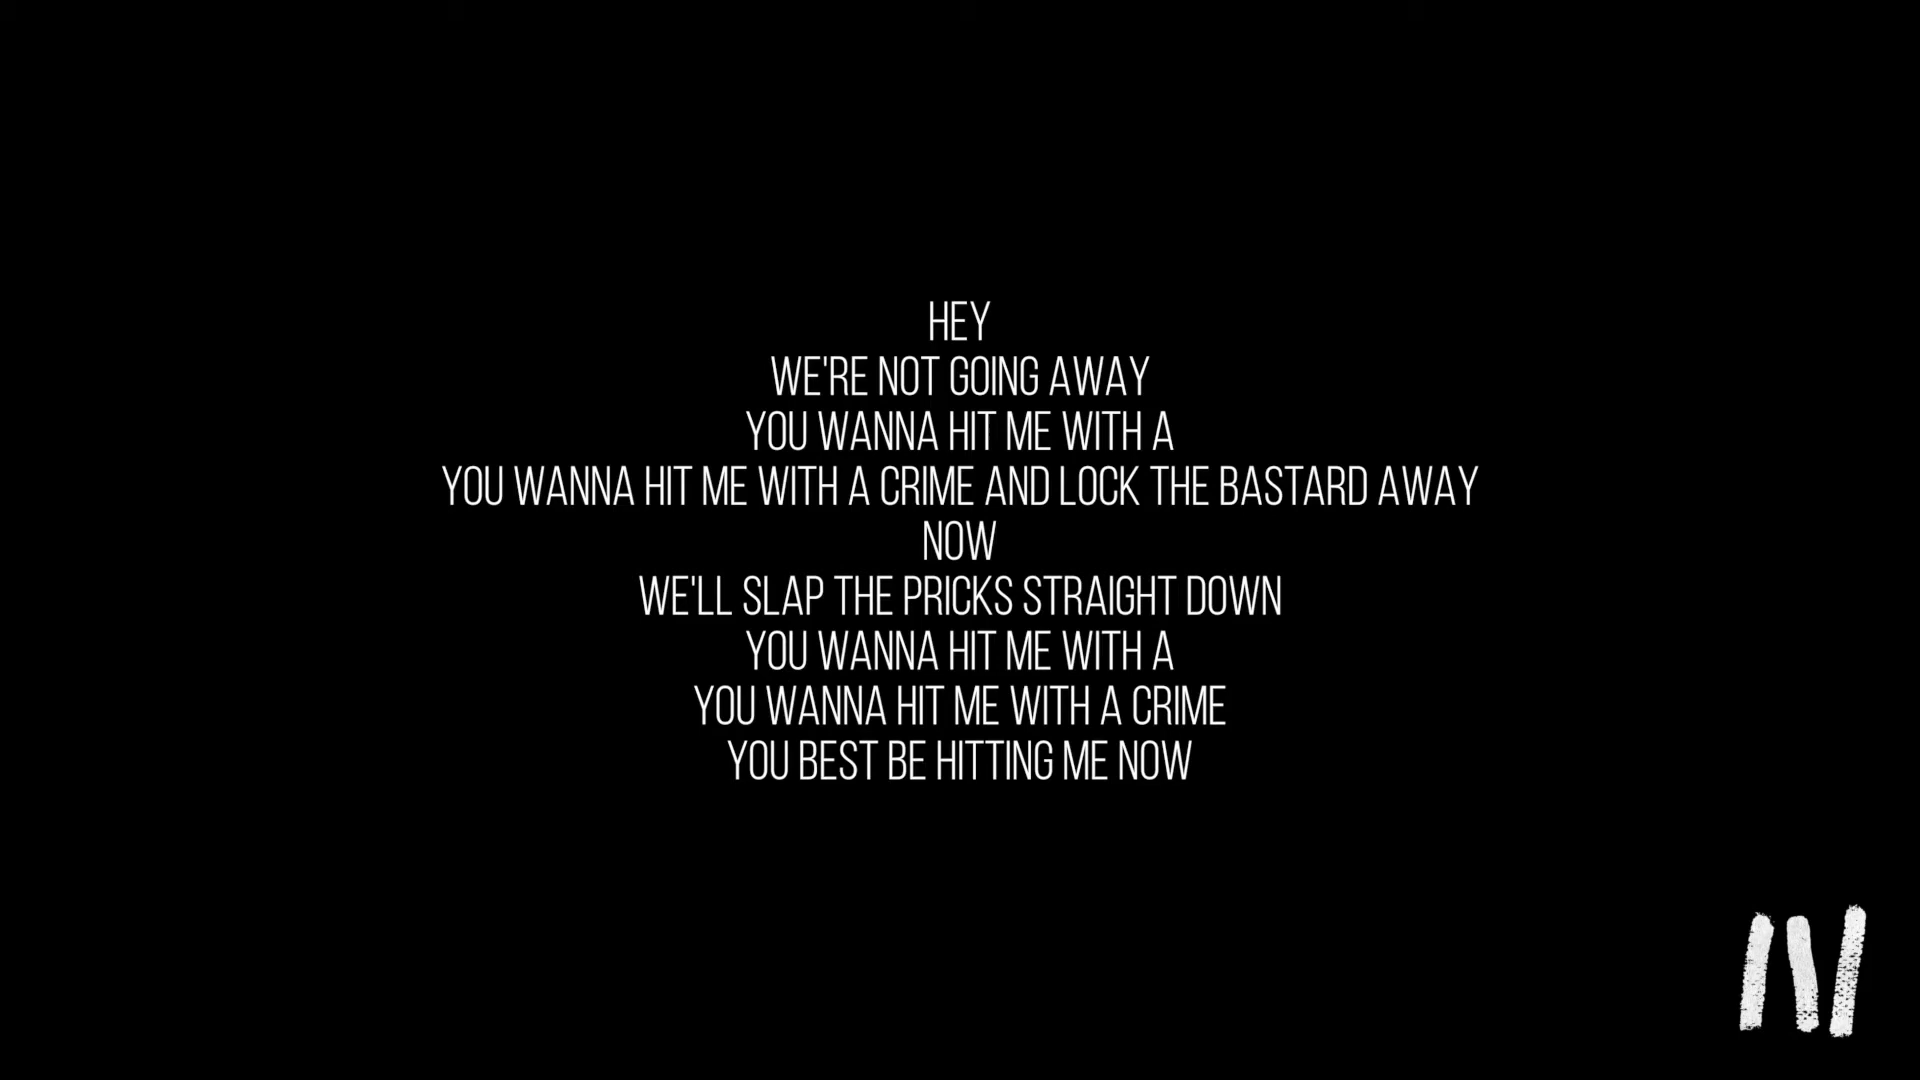 HEY
WE'RE NOT GOING AWAY
YOU WANNA HIT ME WITH A
YOU WANNA HIT ME WITH A CRIME AND LOCK THE BASTARD AWAY
NOW
WE'LL SLAP THE PRICKS STRAIGHT DOWN
YOU WANNA HIT ME WITH A
YOU WANNA HIT ME WITH A CRIME
YOU BEST BE HITTING ME NOW